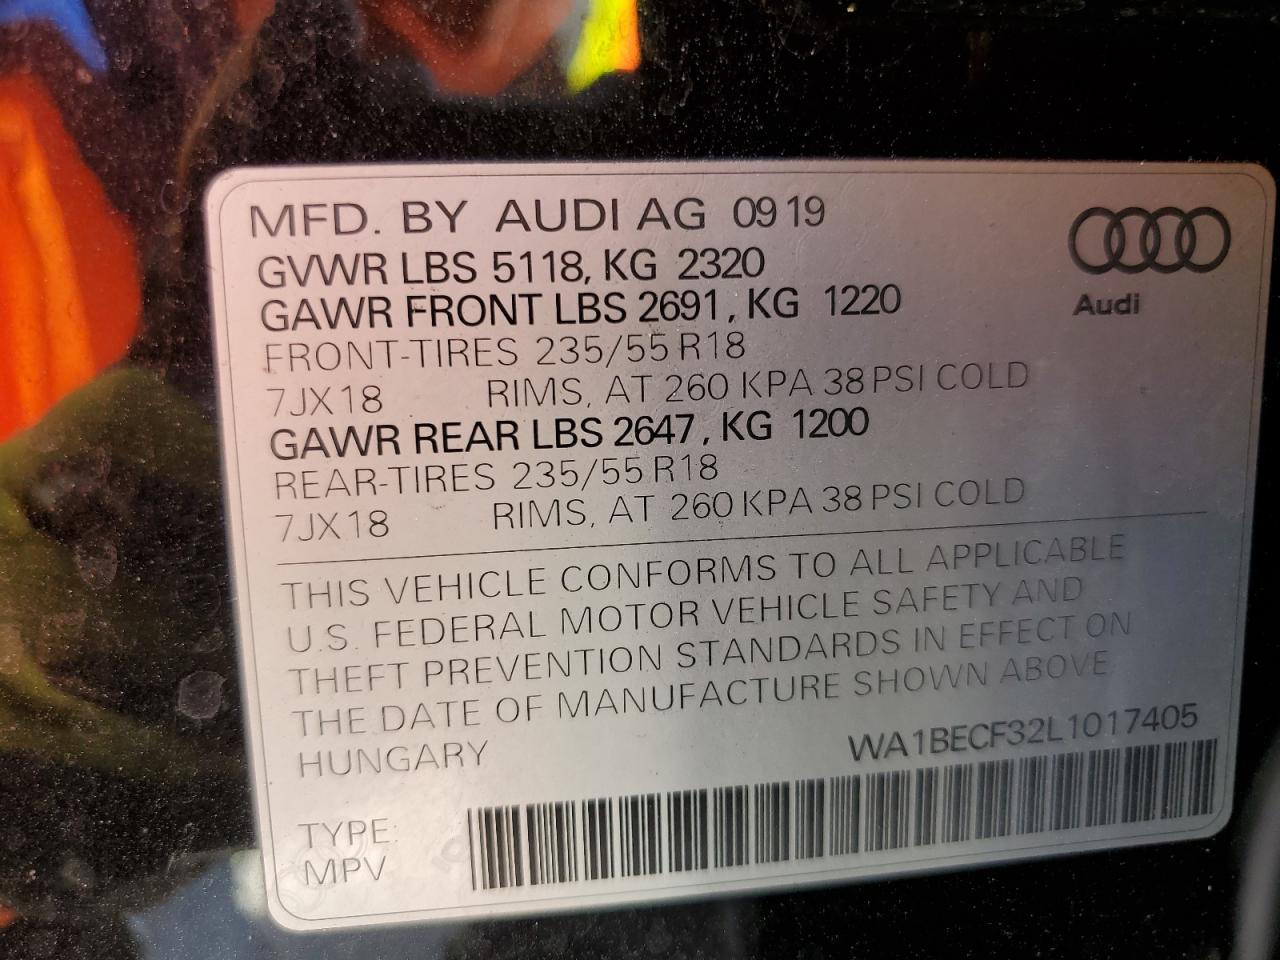 MFD. BY AUDI AG 0919
GVWR LBS 5118, KG 2320
GAWR FRONT LBS 2691, KG 1220
FRONT-TIRES 235/55 R18
7JX18 RIMS, AT 260 KPA 38 PSI COLD
GAWR REAR LBS 2647, KG 1200
REAR-TIRES 235/55 R18
7JX18 RIMS, AT 260 KPA 38 PSI COLD
Audi
THIS VEHICLE CONFORMS TO ALL APPLICABLE
U.S. FEDERAL MOTOR VEHICLE SAFETY AND
THEFT PREVENTION STANDARDS IN EFFECT ON
THE DATE OF MANUFACTURE SHOWN ABOVE
HUNGARY
WA1BECF32L1017405
TYPE:
MPV